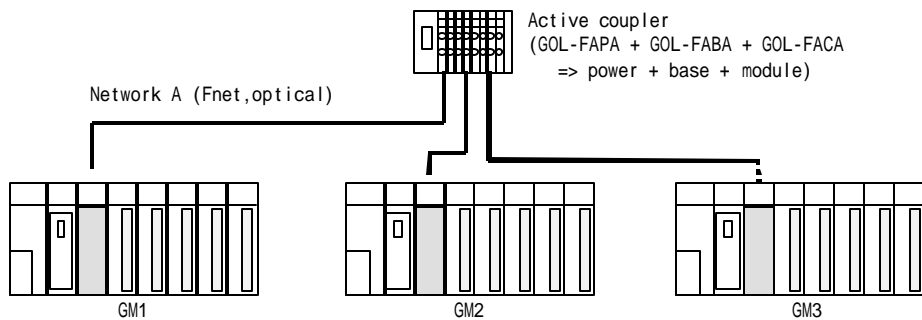 Active coupler
(GOL-FAPA + GOL-FABA + GOL-FACA
=> power + base + module)
Network A (Fnet,optical)
GM1
GM2
GM3